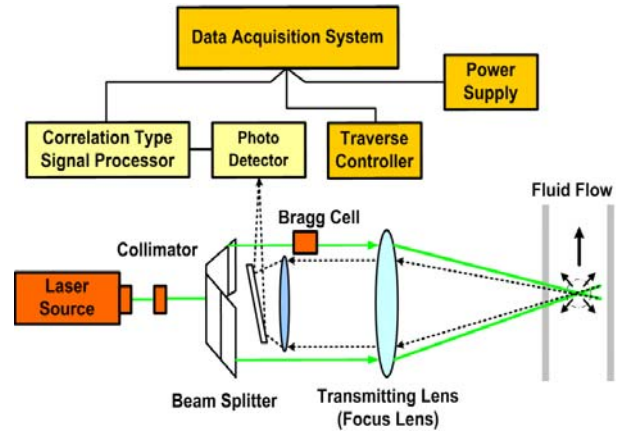 Data Acquisition System
Power
Supply
Correlation Type
Signal Processor
Photo
Detector
Traverse
Controller
Fluid Flow
Bragg Cell
Collimator
Laser
Source
Beam Splitter
Transmitting Lens
(Focus Lens)